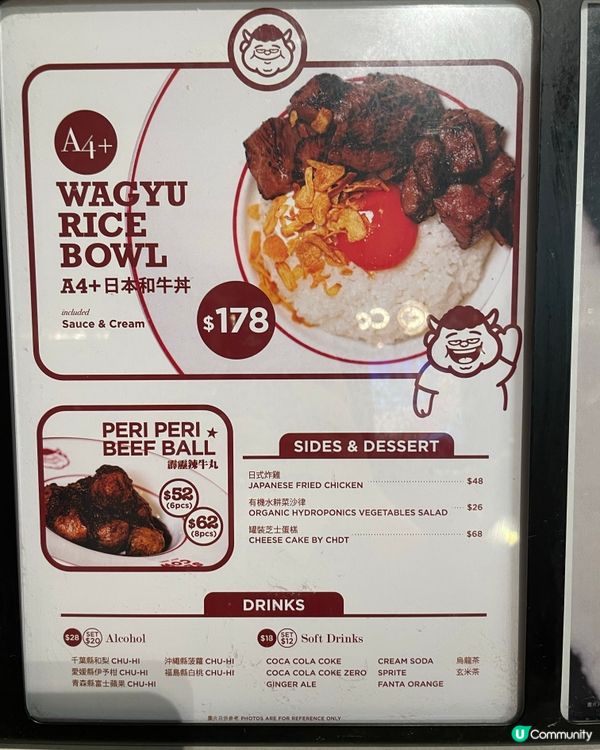 A4+
WAGYU
RICE
BOWL
A4+日本和牛丼
included
Sauce & Cream
$178
PERI PERI ★
BEEF BALL
霹靂辣牛丸
$52
(6pcs)
$62
(8pcs)
SIDES & DESSERT
日式炸雞
JAPANESE FRIED CHICKEN $48
有機水耕菜沙律
ORGANIC HYDROPONICS VEGETABLES SALAD $26
罐裝芝士蛋糕
CHEESE CAKE BY CHDT $68
DRINKS
$28 SET $20 Alcohol
千葉縣和梨 CHU-HI
愛媛縣伊予柑 CHU-HI
青森縣富士蘋果 CHU-HI
沖繩縣菠蘿 CHU-HI
福島縣白桃 CHU-HI
$18 SET $12 Soft Drinks
COCA COLA COKE
COCA COLA COKE ZERO
GINGER ALE
CREAM SODA
SPRITE
FANTA ORANGE
烏龍茶
玄米茶
圖片只供參考 PHOTOS ARE FOR REFERENCE ONLY
U Community